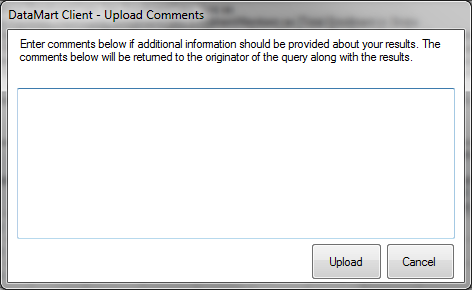 DataMart Client - Upload Comments
Enter comments below if additional information should be provided about your results. The
comments below will be returned to the originator of the query along with the results.
Upload Cancel